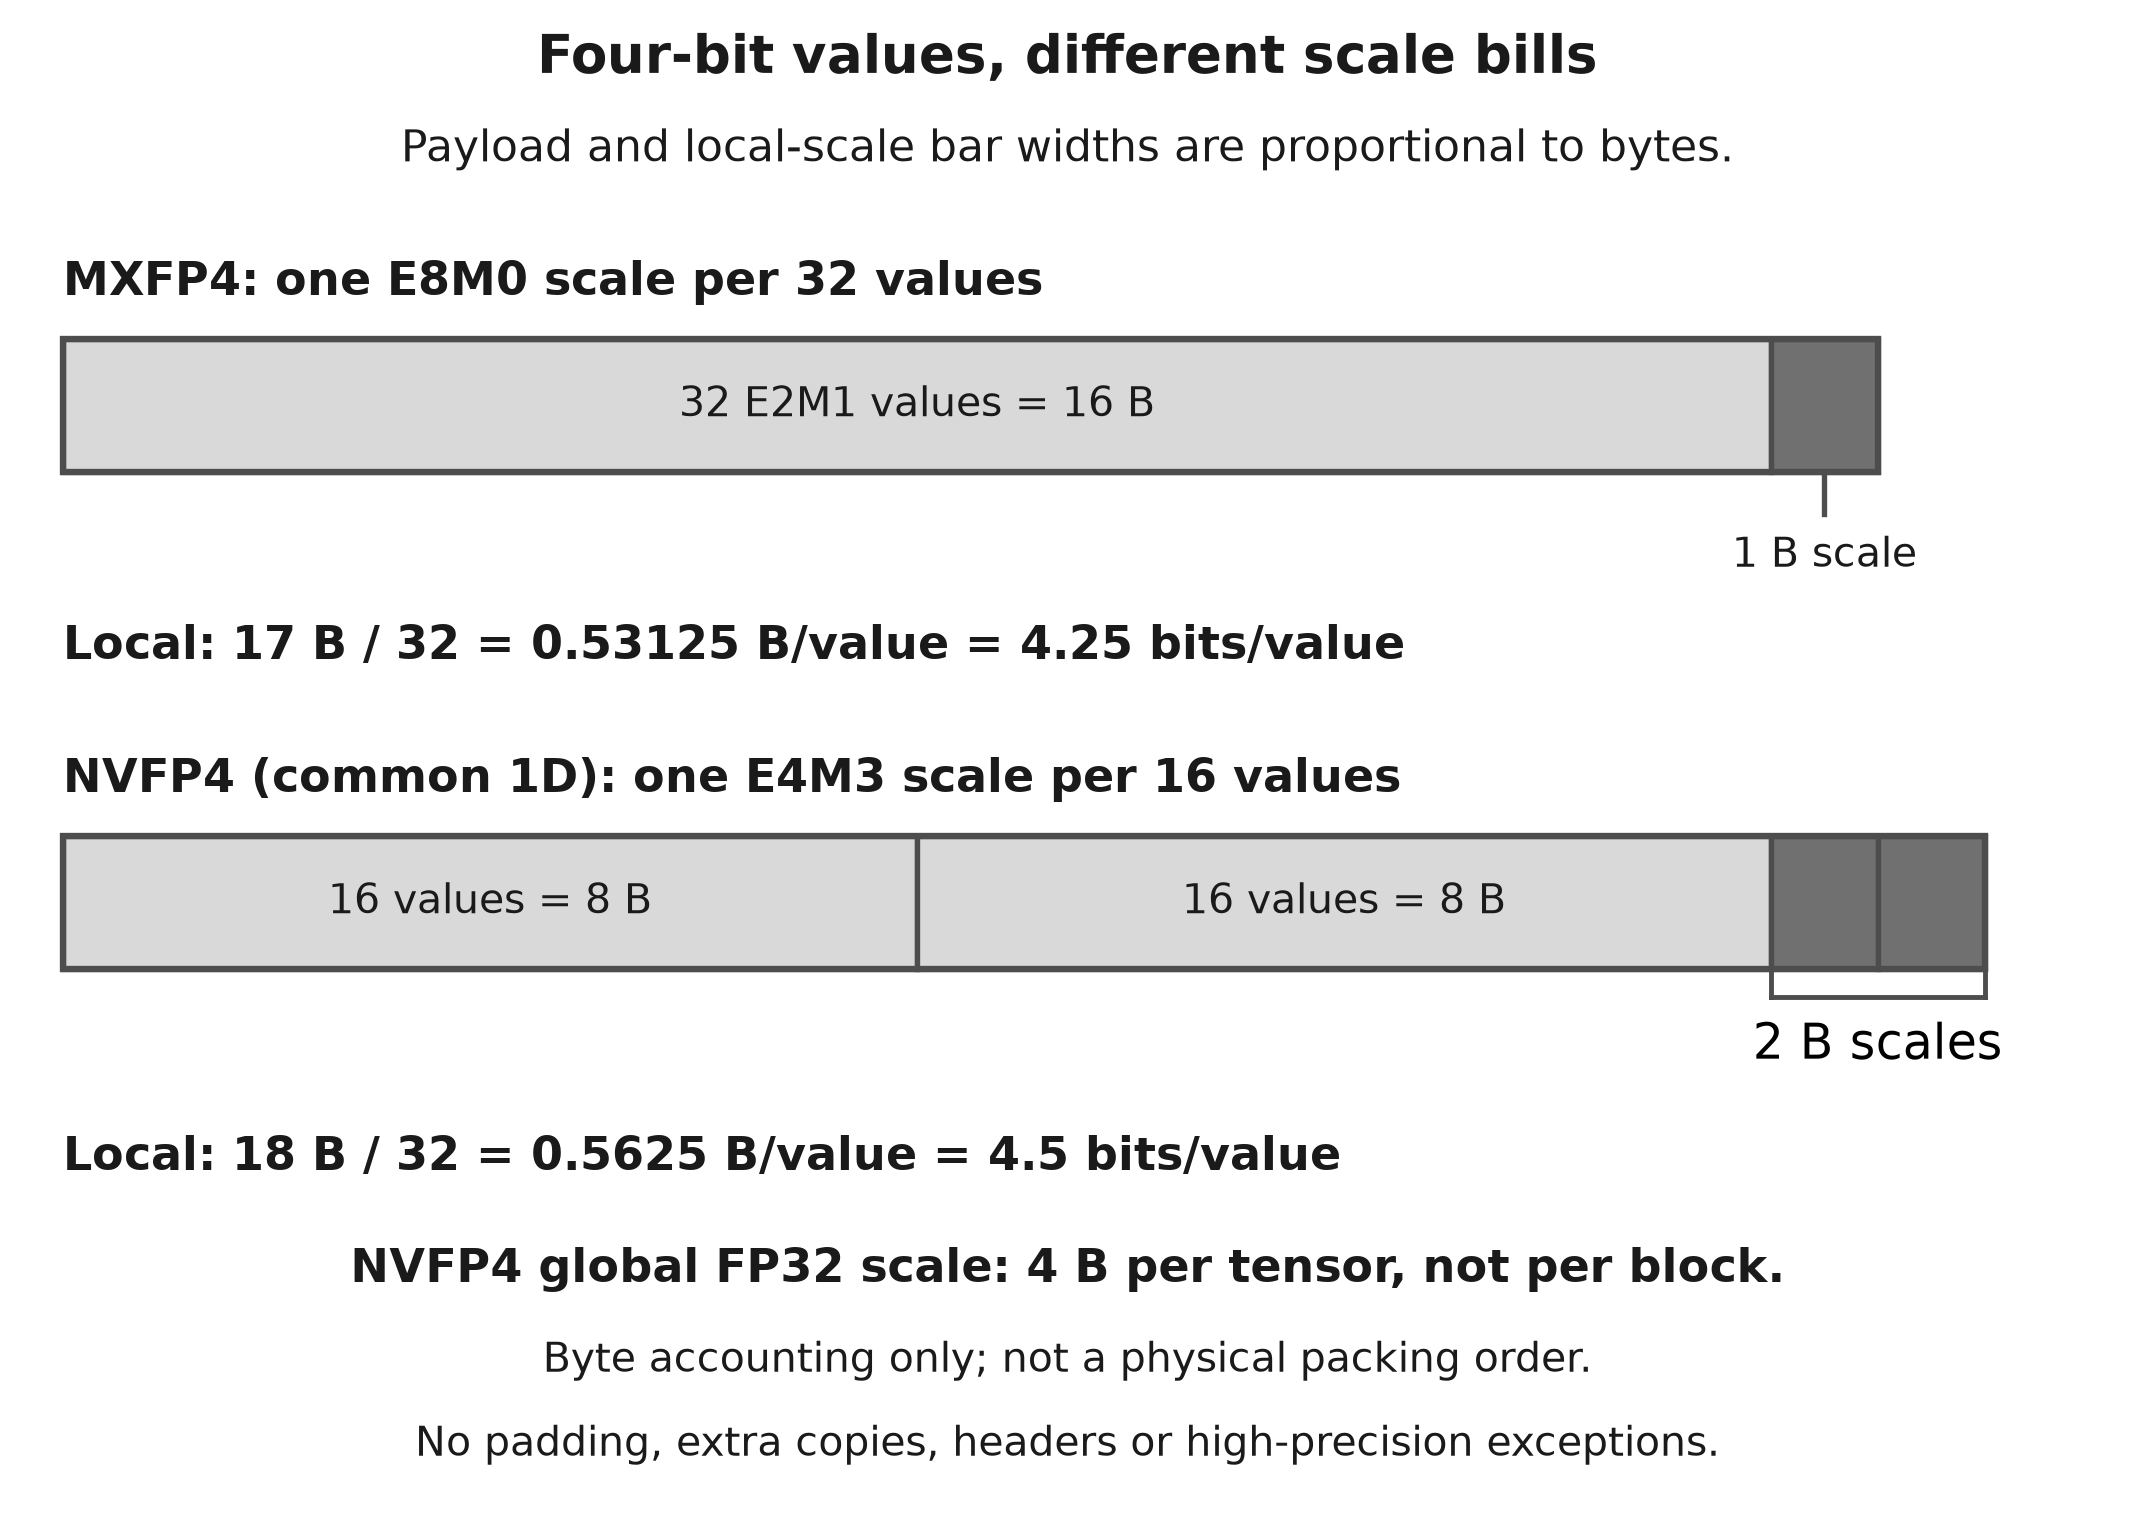 Four-bit values, different scale bills
Payload and local-scale bar widths are proportional to bytes.
MXFP4: one E8M0 scale per 32 values
32 E2M1 values = 16 B
1 B scale
Local: 17 B / 32 = 0.53125 B/value = 4.25 bits/value
NVFP4 (common 1D): one E4M3 scale per 16 values
16 values = 8 B
16 values = 8 B
2 B scales
Local: 18 B / 32 = 0.5625 B/value = 4.5 bits/value
NVFP4 global FP32 scale: 4 B per tensor, not per block.
Byte accounting only; not a physical packing order.
No padding, extra copies, headers or high-precision exceptions.